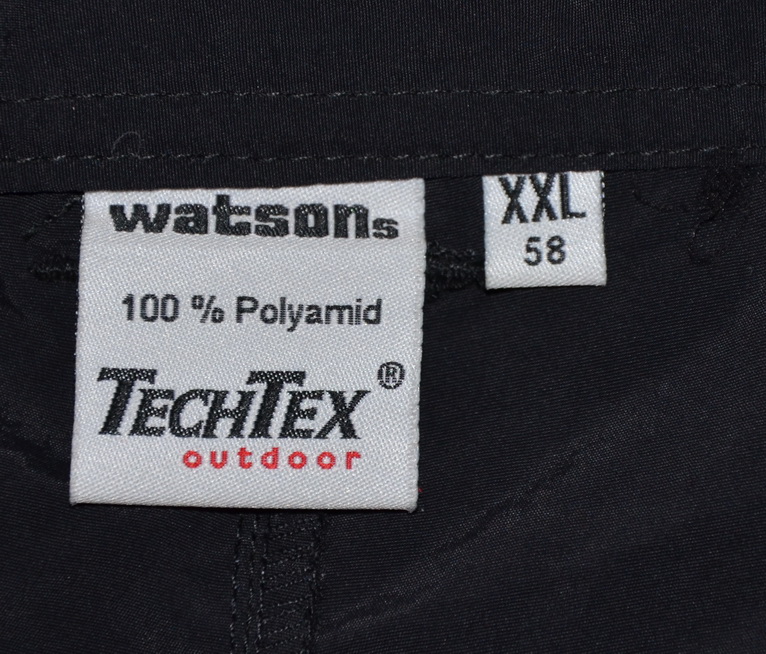 watsons
100 % Polyamid
TECHTEX®
outdoor
XXL
58